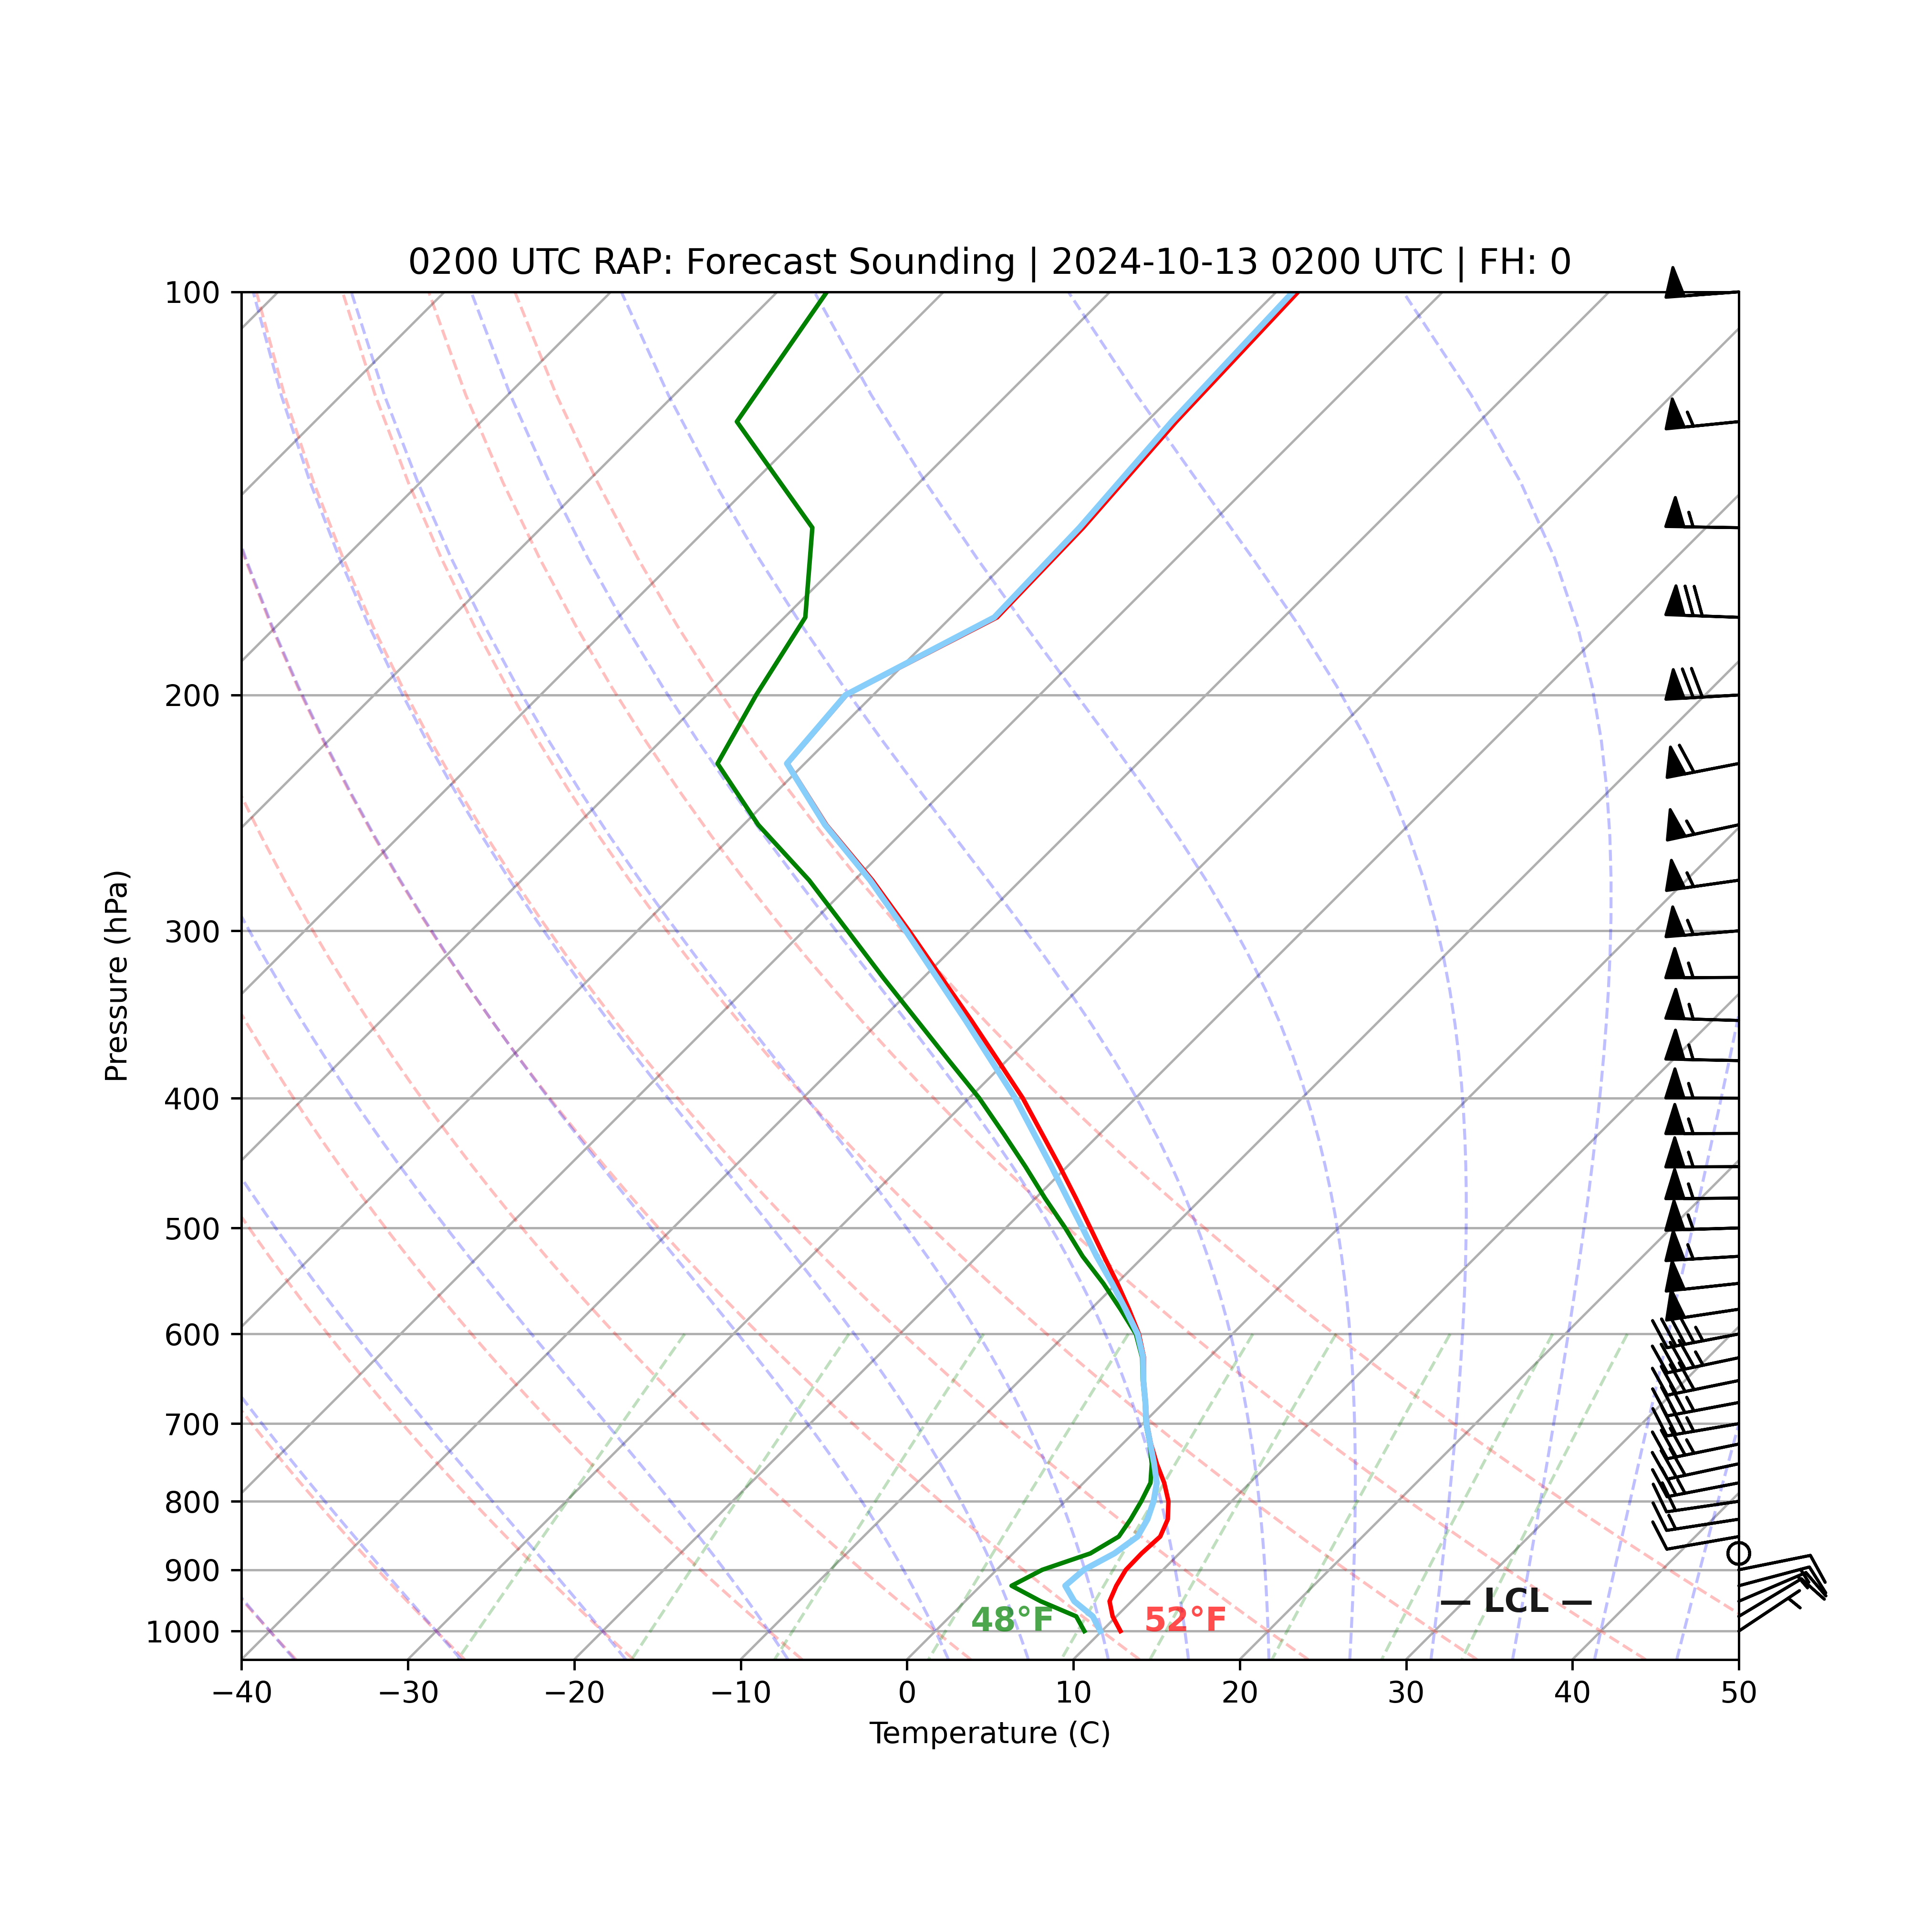 0200 UTC RAP: Forecast Sounding | 2024-10-13 0200 UTC | FH: 0
100
200
300
400
500
600
700
800
900
1000
Pressure (hPa)
48°F
52°F
— LCL —
−40 −30 −20 −10 0 10 20 30 40 50
Temperature (C)